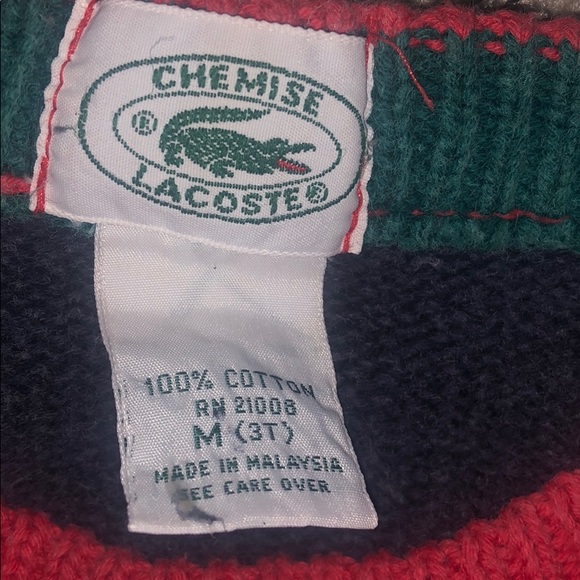 CHEMISE
®
LACOSTE®
100% COTTON
RN 21008
M (3T)
MADE IN MALAYSIA
SEE CARE OVER